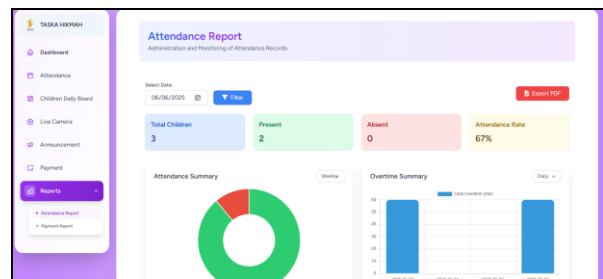 TASKA HIKMAH
Dashboard
Attendance
Children Daily Board
Live Camera
Announcement
Payment
Reports
Attendance Report
Payment Report
Attendance Report
Administration and Monitoring of Attendance Records
Select Date:
06/06/2025
Filter
Export PDF
Total Children
3
Present
2
Absent
0
Attendance Rate
67%
Attendance Summary
Weekly
Overtime Summary
Daily
Total Overtime (min)
60
50
40
30
20
10
0